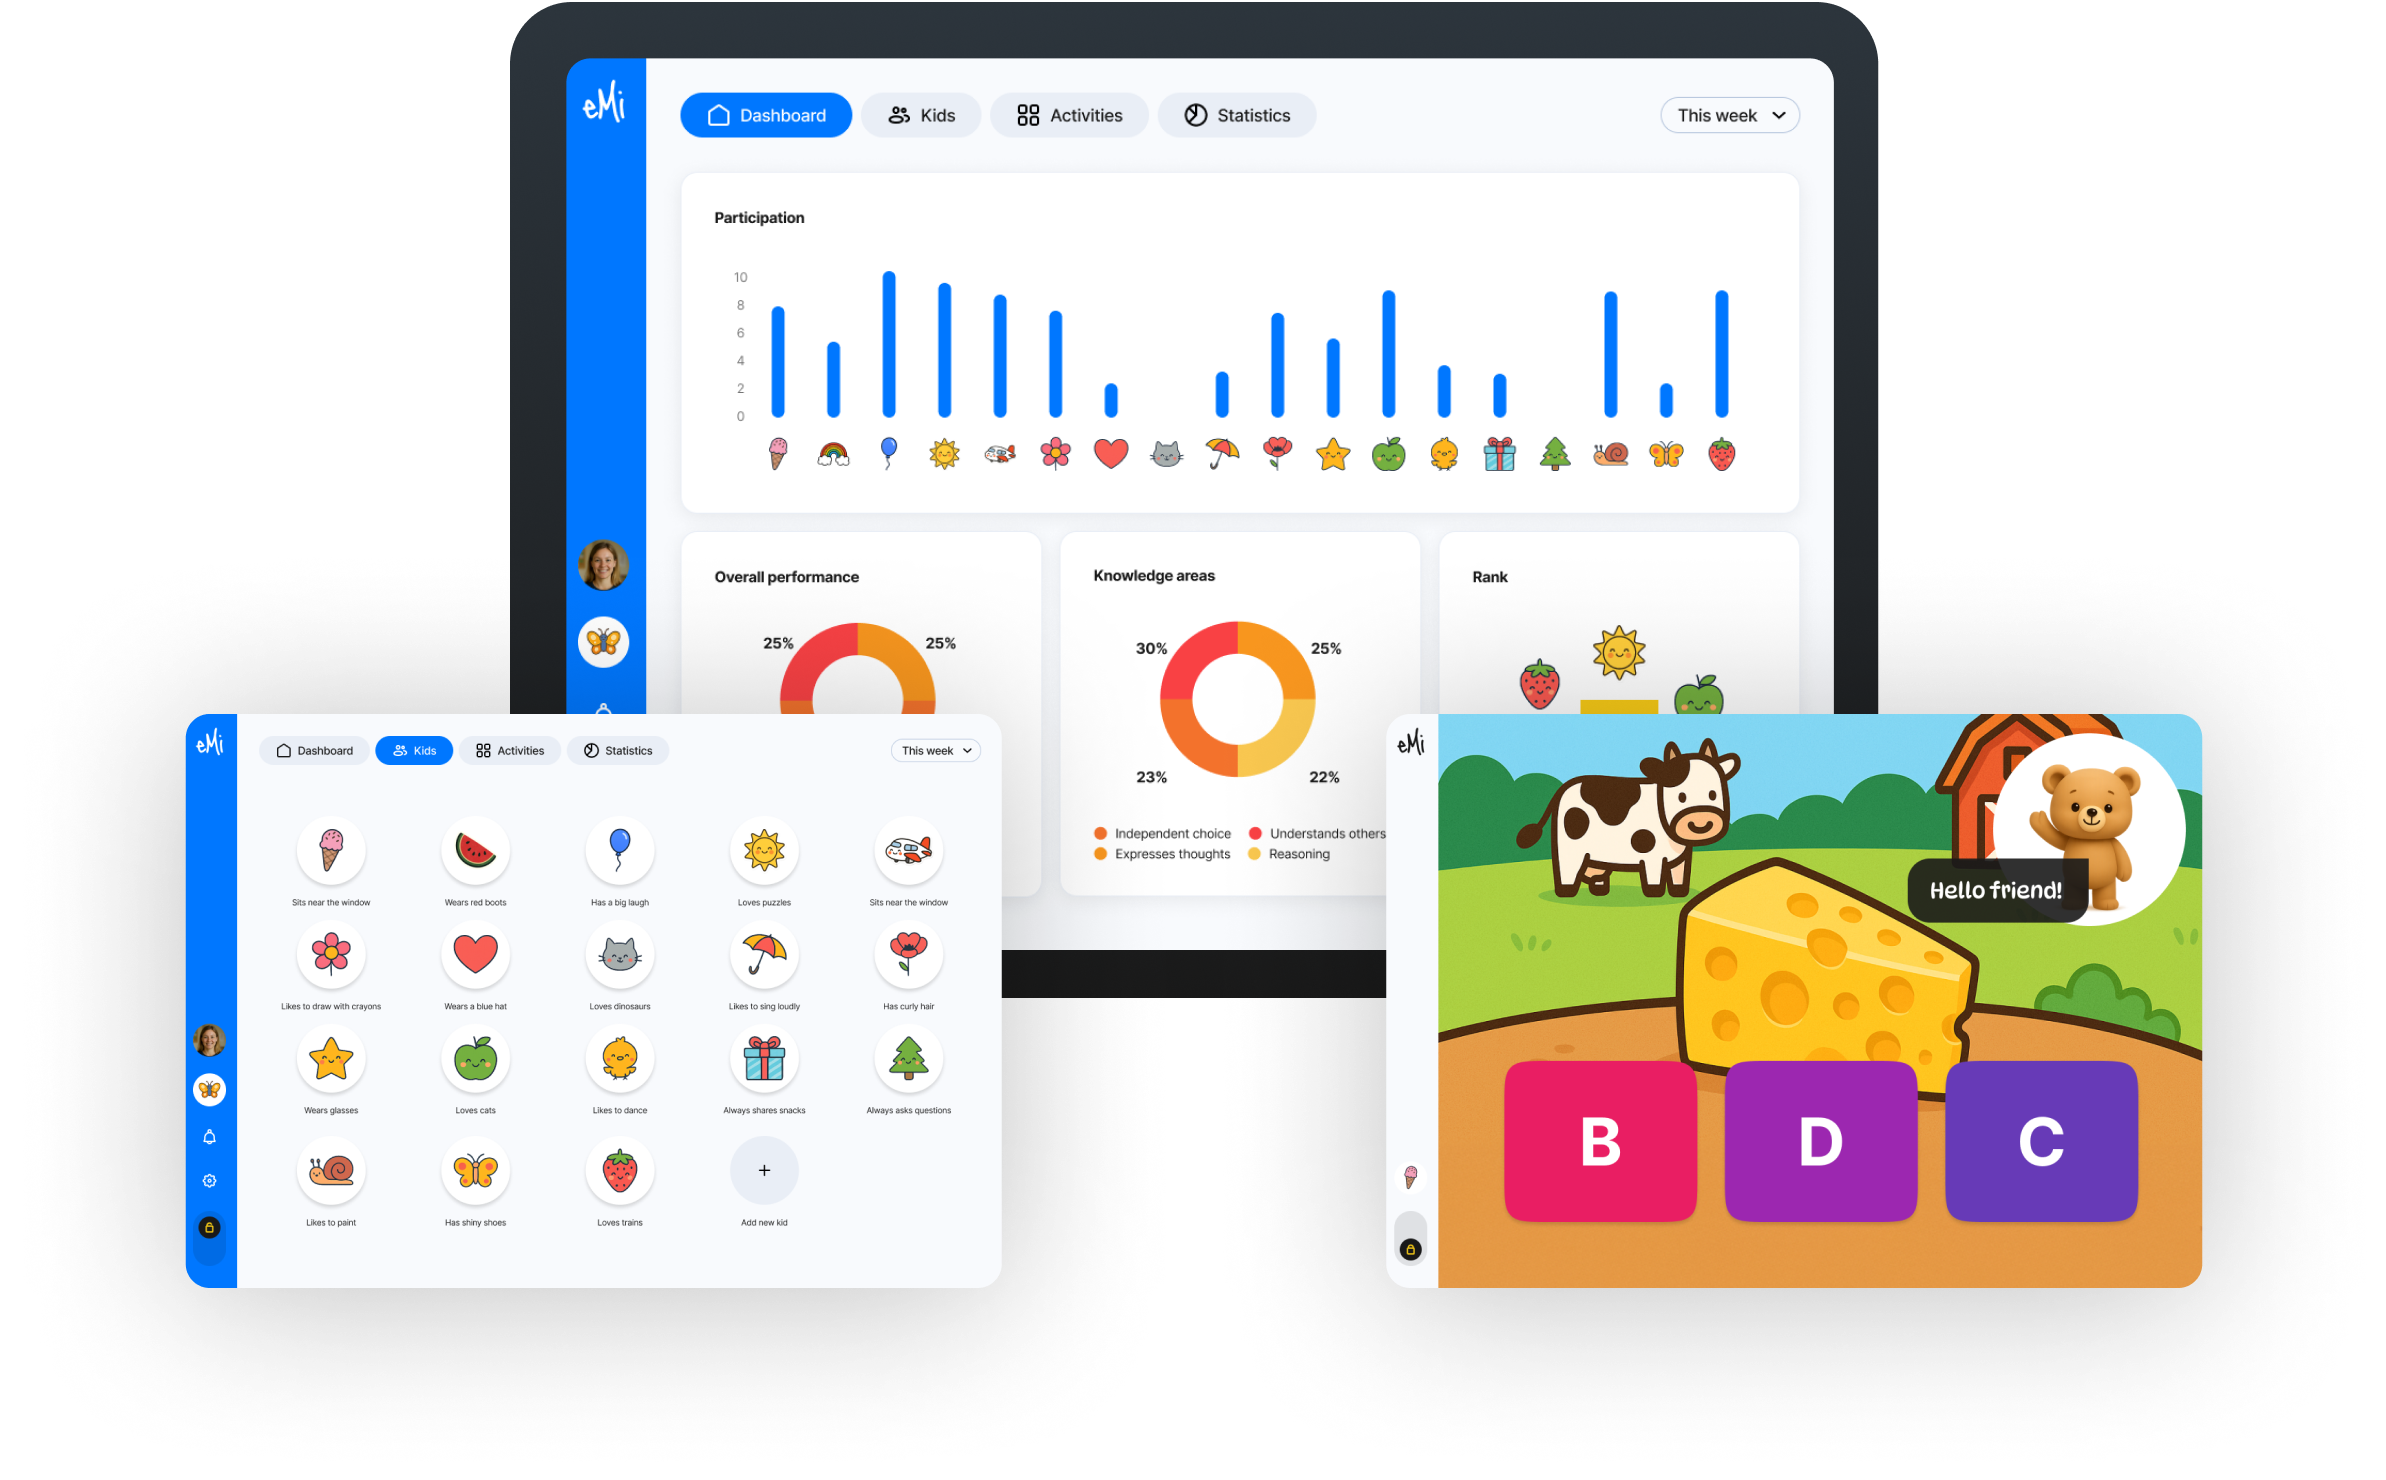 eMi
Dashboard Kids Activities Statistics This week
Participation
10
8
6
4
2
0
Overall performance
25% 25%
Knowledge areas
30% 25%
23% 22%
Independent choice Understands others
Expresses thoughts Reasoning
Rank
eMi
Dashboard Kids Activities Statistics This week
Sits near the window Wears red boots Has a big laugh Loves puzzles Sits near the window
Likes to draw with crayons Wears a blue hat Loves dinosaurs Likes to sing loudly Has curly hair
Wears glasses Loves cats Likes to dance Always shares snacks Always asks questions
Likes to paint Has shiny shoes Loves trains Add new kid
eMi
Hello friend!
B D C